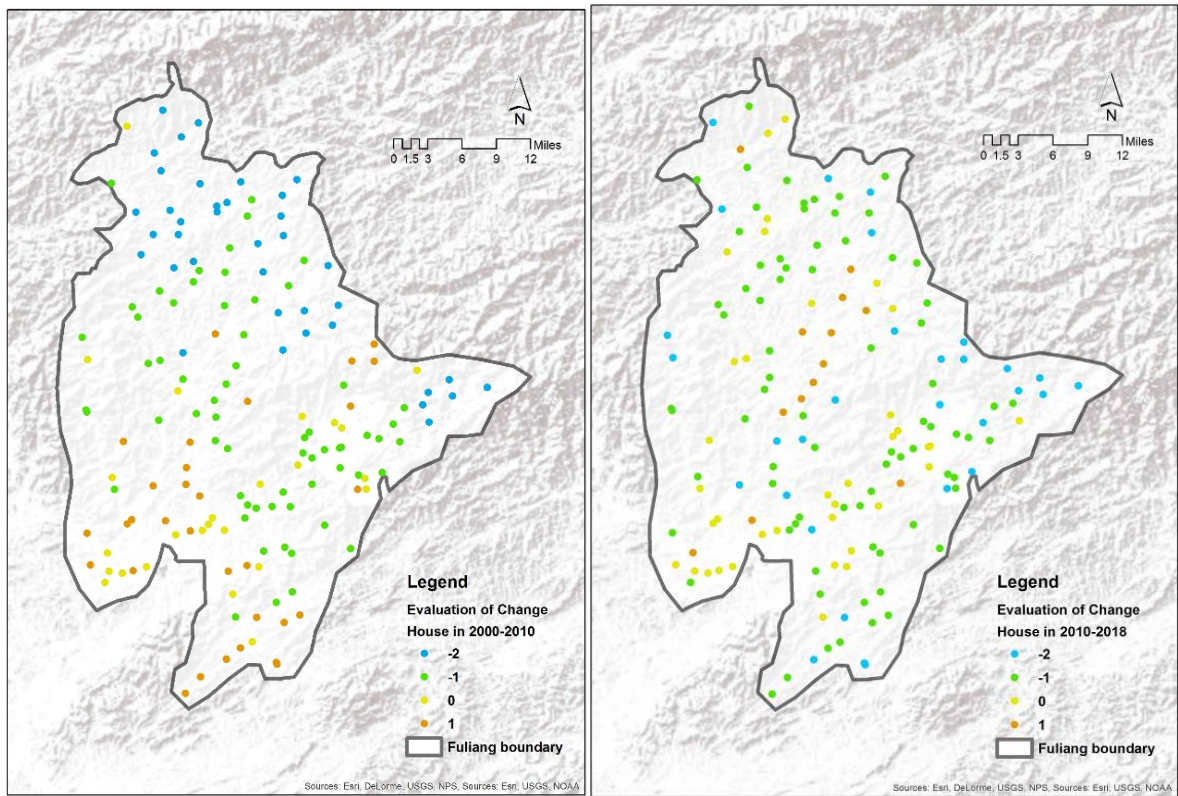 N
Miles
0 1.5 3 6 9 12
Legend
Evaluation of Change
House in 2000-2010
-2
-1
0
1
Fuliang boundary
Sources: Esri, DeLorme, USGS, NPS, Sources: Esri, USGS, NOAA
N
Miles
0 1.5 3 6 9 12
Legend
Evaluation of Change
House in 2010-2018
-2
-1
0
1
Fuliang boundary
Sources: Esri, DeLorme, USGS, NPS, Sources: Esri, USGS, NOAA